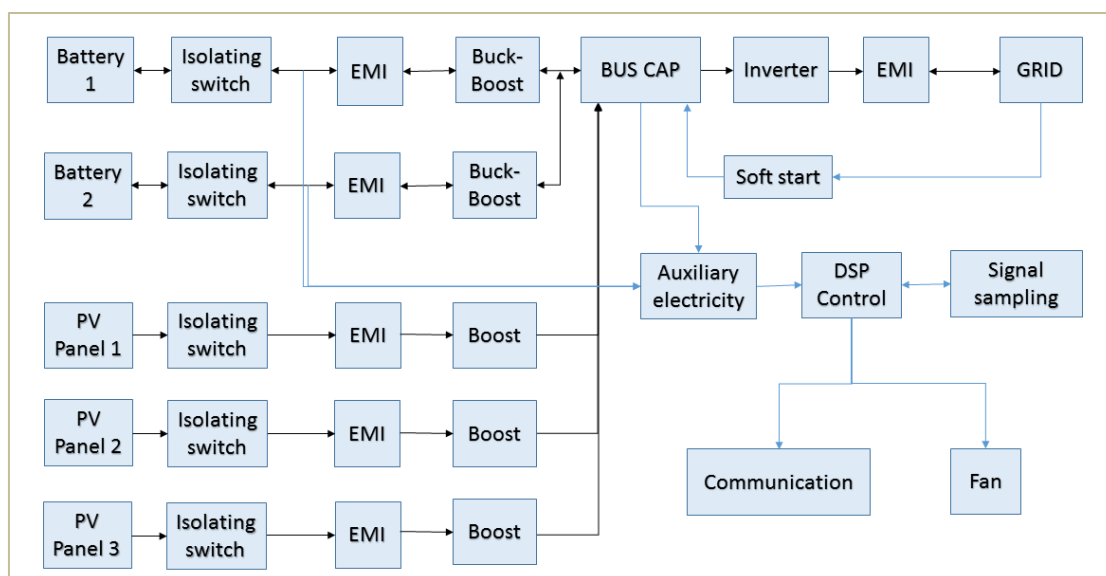 Battery
1
Isolating
switch
EMI
Buck-
Boost
BUS CAP
Inverter
EMI
GRID
Battery
2
Isolating
switch
EMI
Buck-
Boost
Soft start
Auxiliary
electricity
DSP
Control
Signal
sampling
PV
Panel 1
Isolating
switch
EMI
Boost
PV
Panel 2
Isolating
switch
EMI
Boost
Communication
Fan
PV
Panel 3
Isolating
switch
EMI
Boost